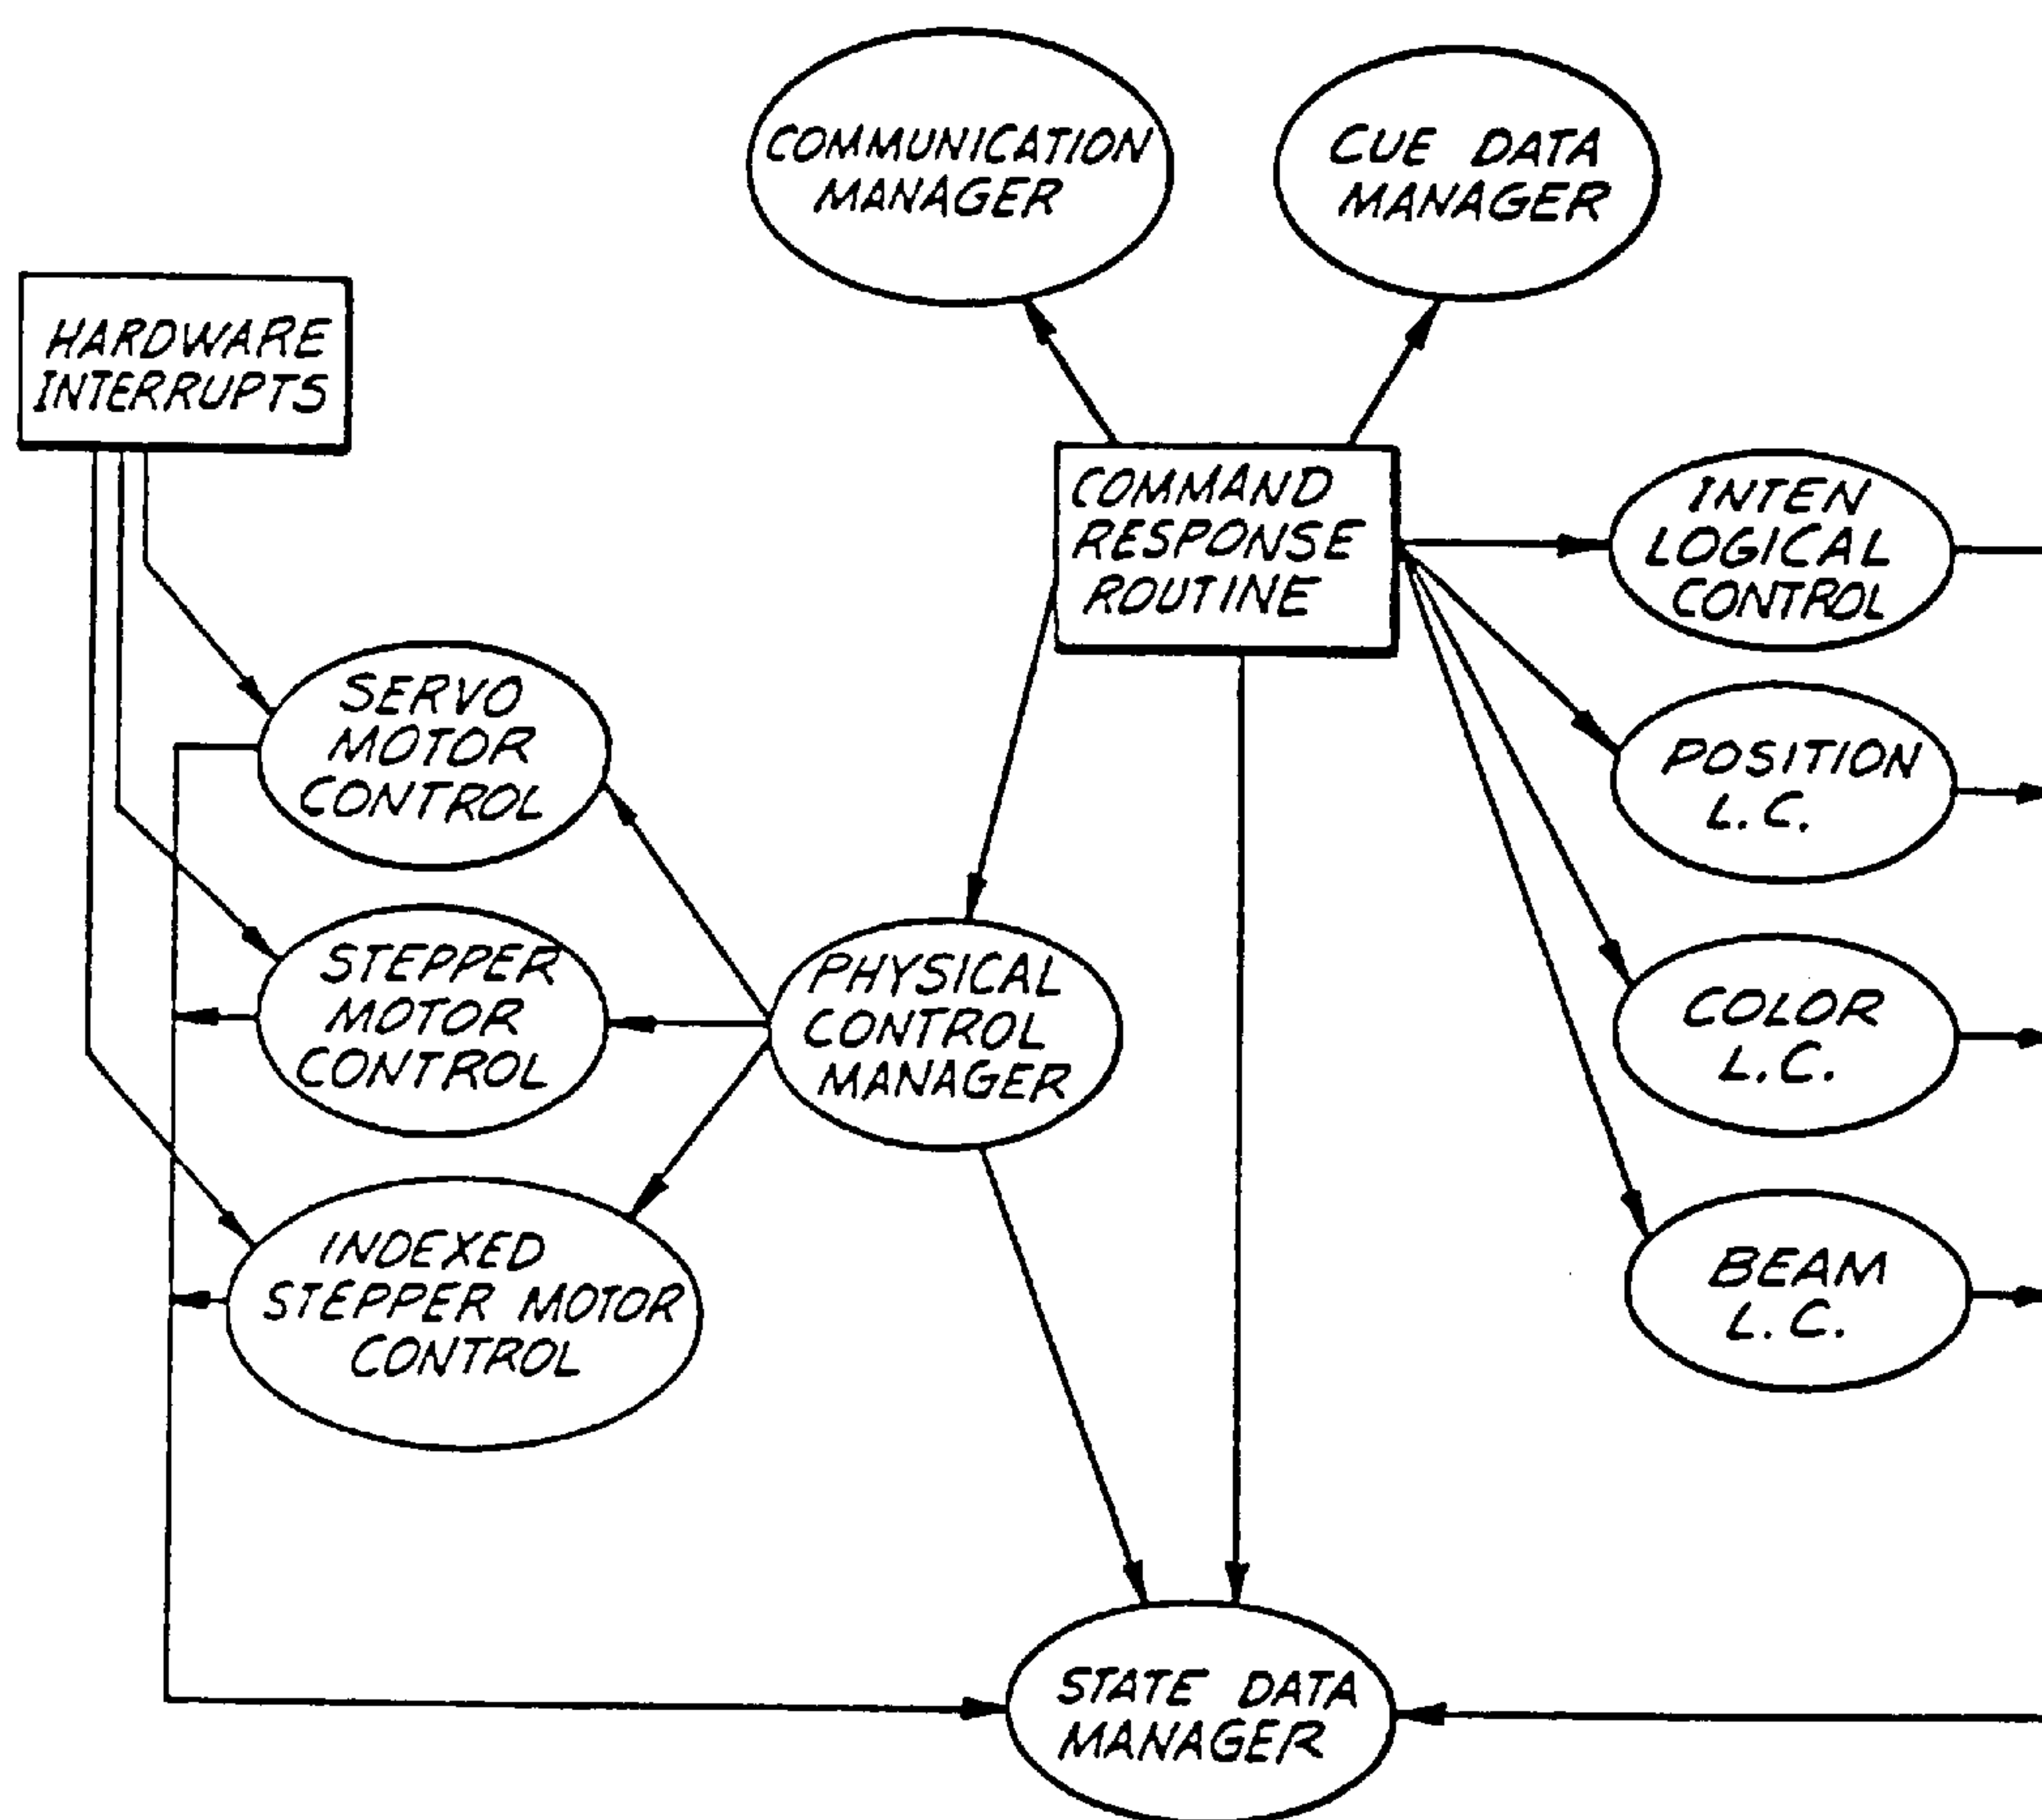 COMMUNICATION
MANAGER
CUE DATA
MANAGER
HARDWARE
INTERRUPTS
COMMAND
RESPONSE
ROUTINE
INTEN
LOGICAL
CONTROL
SERVO
MOTOR
CONTROL
POSITION
L.C.
STEPPER
MOTOR
CONTROL
PHYSICAL
CONTROL
MANAGER
COLOR
L.C.
INDEXED
STEPPER MOTOR
CONTROL
BEAM
L.C.
STATE DATA
MANAGER